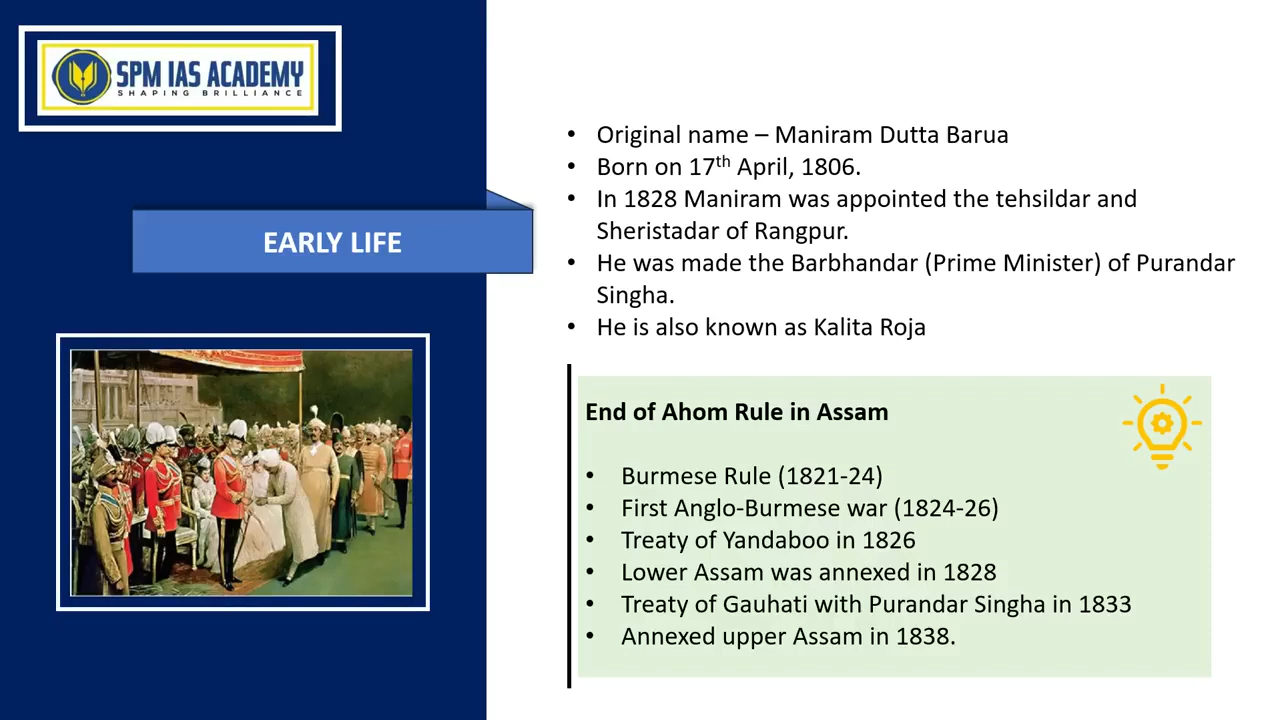 SPM IAS ACADEMY
SHAPING BRILLIANCE
EARLY LIFE
• Original name – Maniram Dutta Barua
• Born on 17th April, 1806.
• In 1828 Maniram was appointed the tehsildar and
Sheristadar of Rangpur.
• He was made the Barbhandar (Prime Minister) of Purandar
Singha.
• He is also known as Kalita Roja
End of Ahom Rule in Assam
• Burmese Rule (1821-24)
• First Anglo-Burmese war (1824-26)
• Treaty of Yandaboo in 1826
• Lower Assam was annexed in 1828
• Treaty of Gauhati with Purandar Singha in 1833
• Annexed upper Assam in 1838.